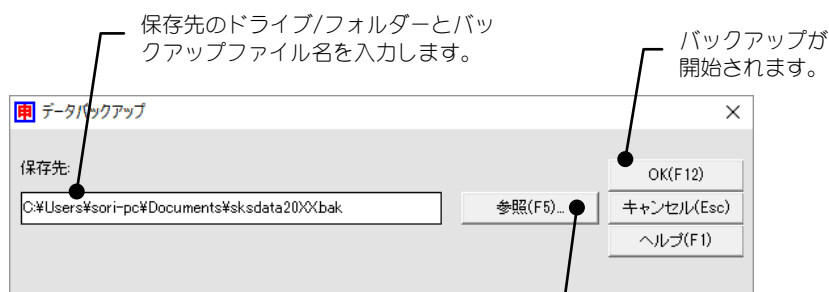 保存先のドライブ/フォルダーとバッ
クアップファイル名を入力します。
バックアップが
開始されます。
申 データバックアップ
保存先:
OK(F12)
C:¥Users¥sori-pc¥Documents¥sksdata20XX.bak
参照(F5)...
キャンセル(Esc)
ヘルプ(F1)